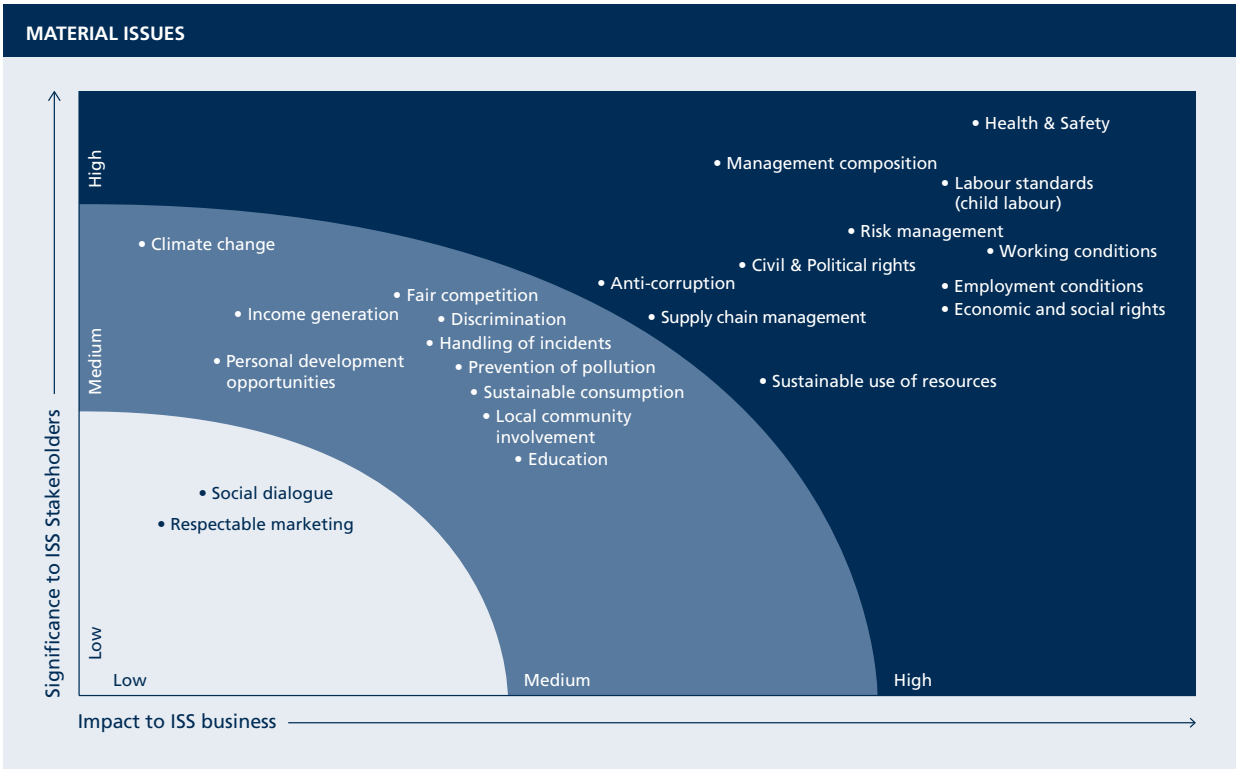 MATERIAL ISSUES
Significance to ISS Stakeholders
High
Medium
Low
• Health & Safety
• Management composition
• Labour standards
(child labour)
• Risk management
• Working conditions
• Climate change
• Civil & Political rights
• Anti-corruption
• Employment conditions
• Fair competition
• Economic and social rights
• Income generation
• Discrimination
• Supply chain management
• Handling of incidents
• Personal development
opportunities
• Prevention of pollution
• Sustainable use of resources
• Sustainable consumption
• Local community
involvement
• Education
• Social dialogue
• Respectable marketing
Low
Medium
High
Impact to ISS business